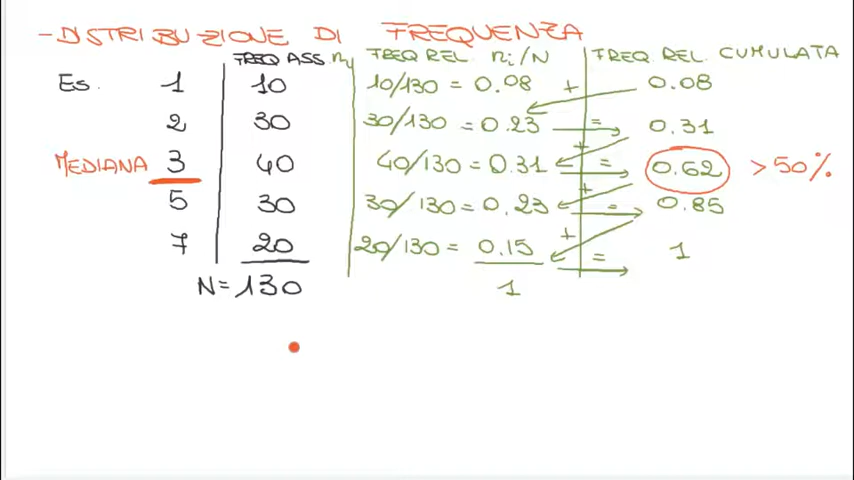 - DISTRIBUZIONE DI FREQUENZA
FREQ ASS ni FREQ REL. ni/N FREQ. REL. CUMULATA
Es. 1 10 10/130 = 0.08 + 0.08
2 30 30/130 = 0.23 = 0.31
MEDIANA 3 40 40/130 = 0.31 + = 0.62 > 50%
5 30 30/130 = 0.23 + = 0.85
7 20 20/130 = 0.15 + = 1
N = 130 1